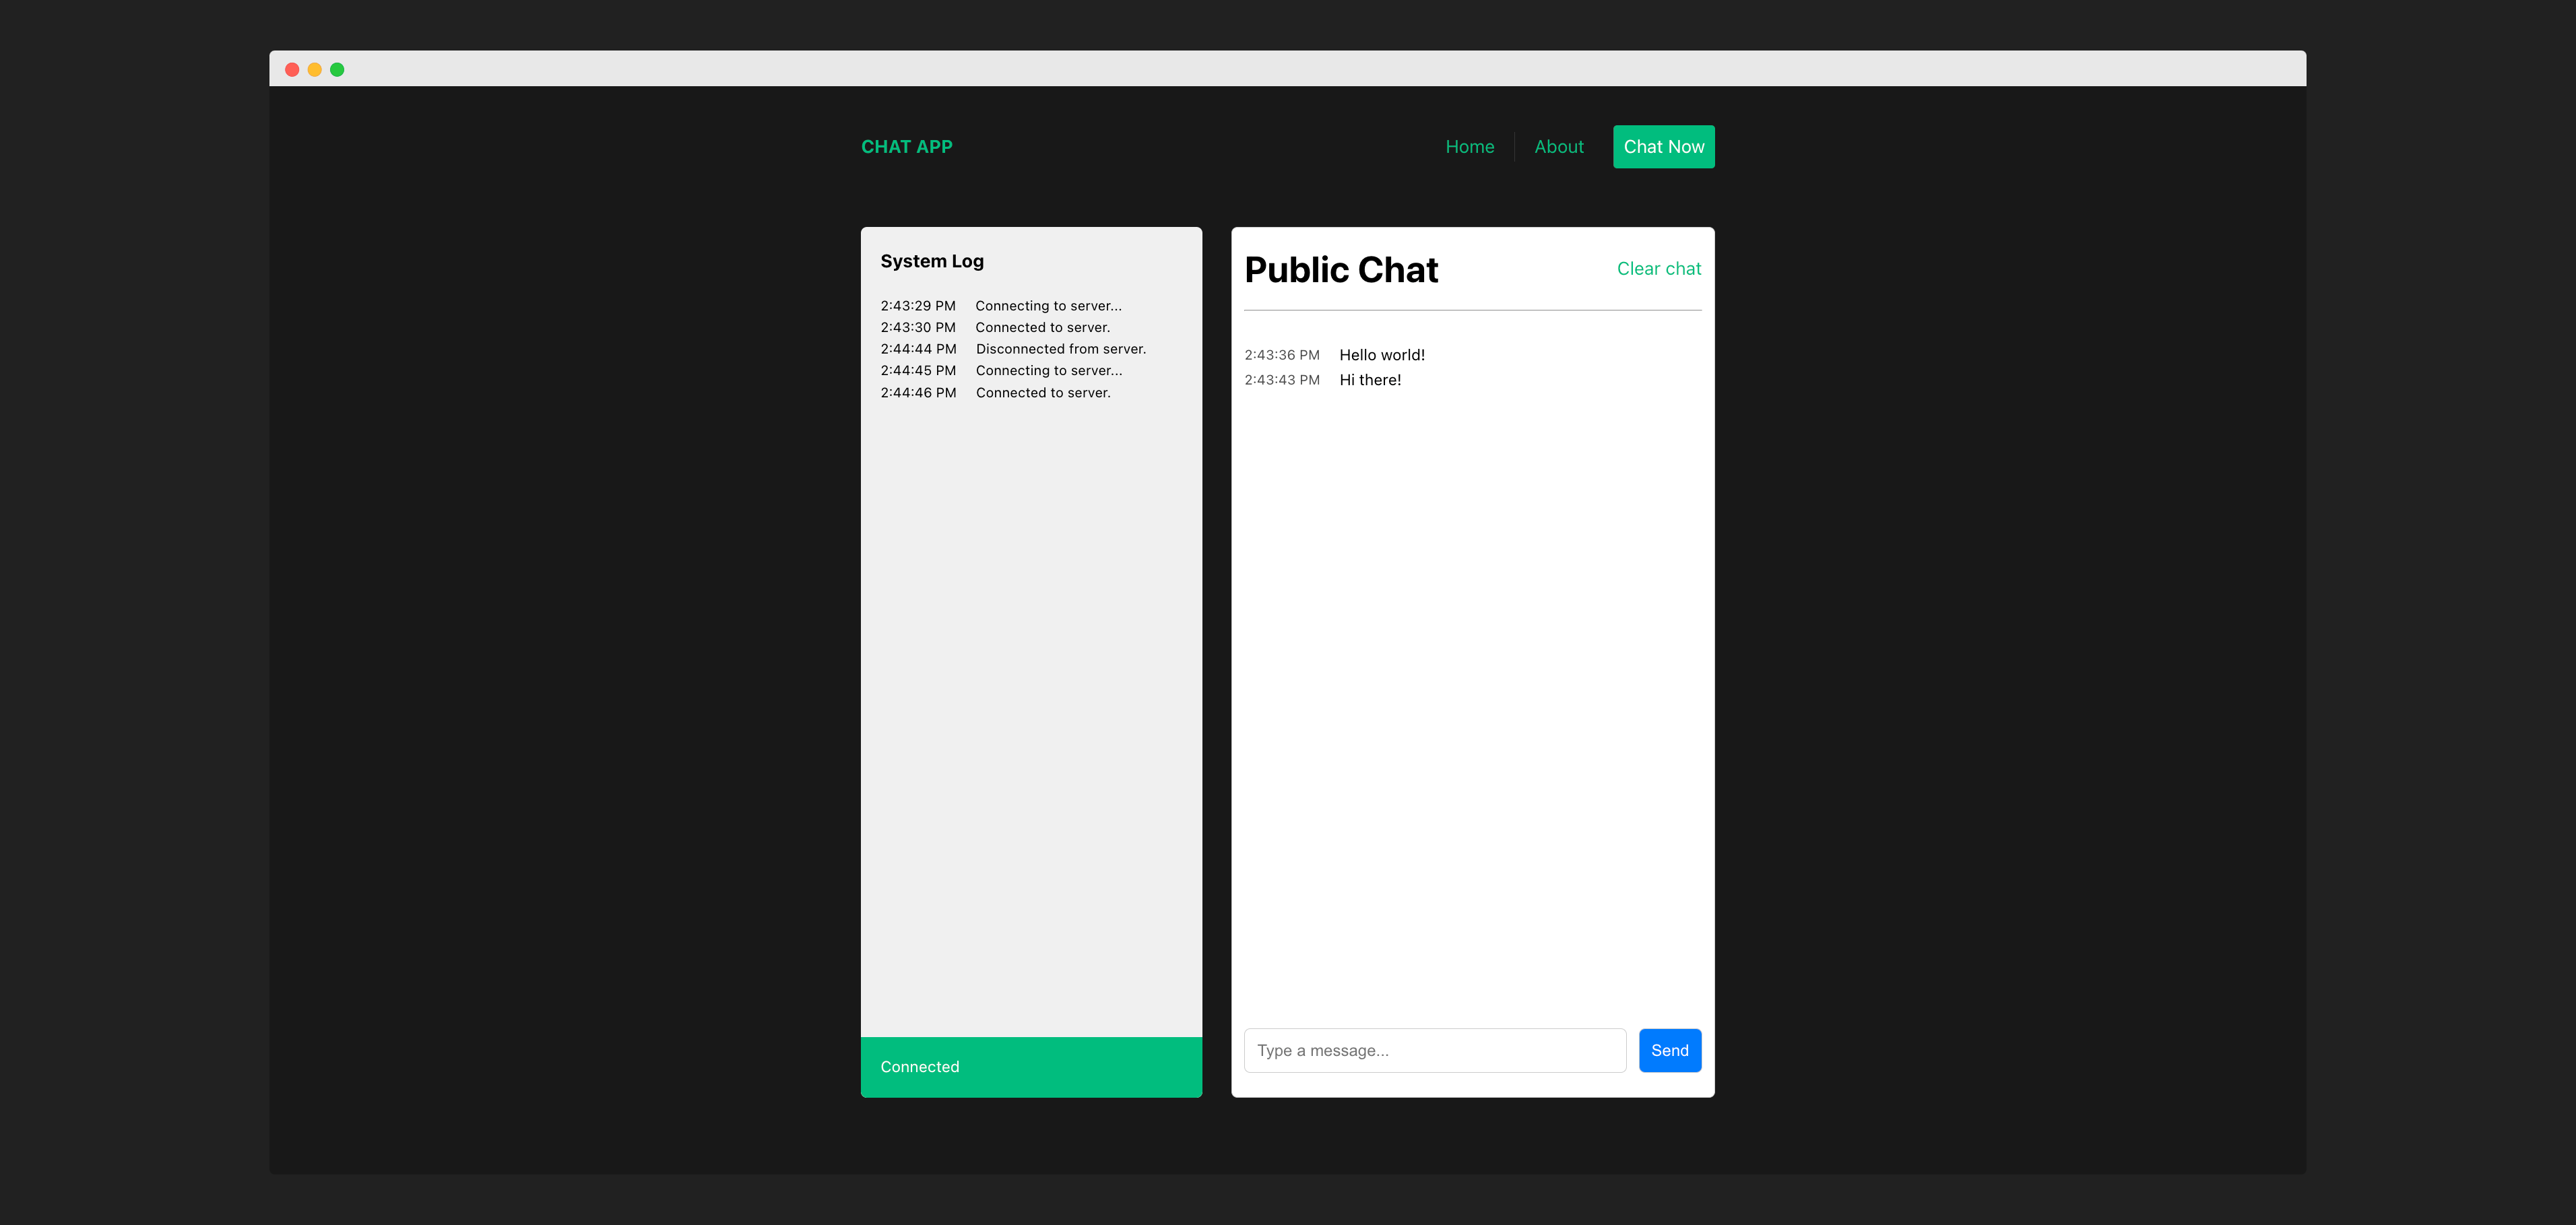 CHAT APP Home About Chat Now
System Log
2:43:29 PM Connecting to server...
2:43:30 PM Connected to server.
2:44:44 PM Disconnected from server.
2:44:45 PM Connecting to server...
2:44:46 PM Connected to server.
Connected
Public Chat Clear chat
2:43:36 PM Hello world!
2:43:43 PM Hi there!
Type a message... Send